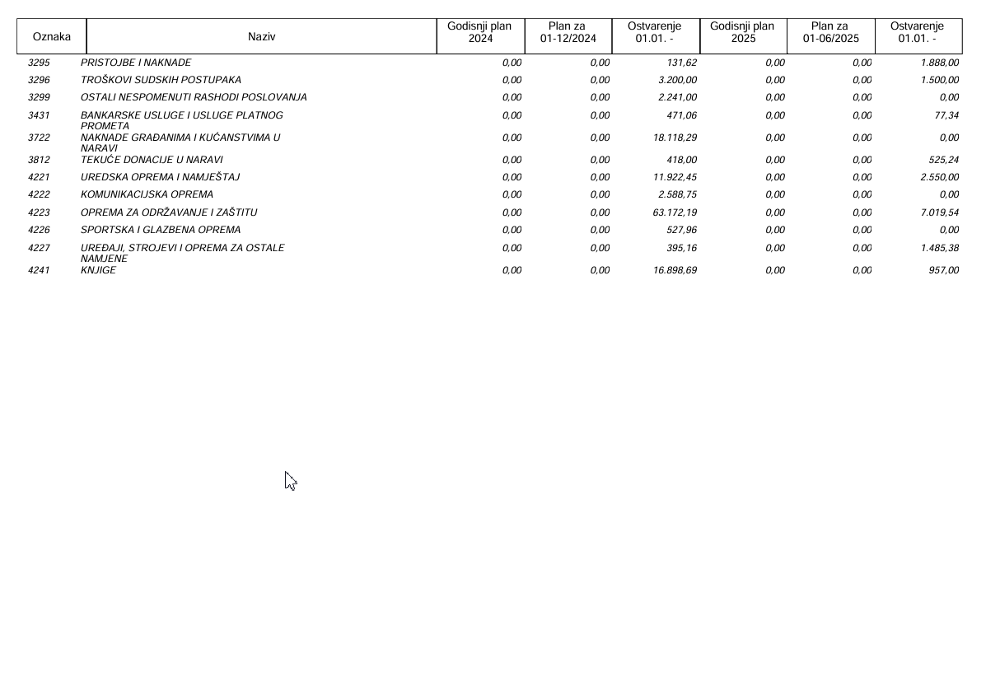 Oznaka Naziv Godisnji plan 2024 Plan za 01-12/2024 Ostvarenje 01.01. - Godisnji plan 2025 Plan za 01-06/2025 Ostvarenje 01.01. -
3295 PRISTOJBE I NAKNADE 0,00 0,00 131,62 0,00 0,00 1.888,00
3296 TROŠKOVI SUDSKIH POSTUPAKA 0,00 0,00 3.200,00 0,00 0,00 1.500,00
3299 OSTALI NESPOMENUTI RASHODI POSLOVANJA 0,00 0,00 2.241,00 0,00 0,00 0,00
3431 BANKARSKE USLUGE I USLUGE PLATNOG 0,00 0,00 471,06 0,00 0,00 77,34
PROMETA
3722 NAKNADE GRAĐANIMA I KUĆANSTVIMA U 0,00 0,00 18.118,29 0,00 0,00 0,00
NARAVI
3812 TEKUĆE DONACIJE U NARAVI 0,00 0,00 418,00 0,00 0,00 525,24
4221 UREDSKA OPREMA I NAMJEŠTAJ 0,00 0,00 11.922,45 0,00 0,00 2.550,00
4222 KOMUNIKACIJSKA OPREMA 0,00 0,00 2.588,75 0,00 0,00 0,00
4223 OPREMA ZA ODRŽAVANJE I ZAŠTITU 0,00 0,00 63.172,19 0,00 0,00 7.019,54
4226 SPORTSKA I GLAZBENA OPREMA 0,00 0,00 527,96 0,00 0,00 0,00
4227 UREĐAJI, STROJEVI I OPREMA ZA OSTALE 0,00 0,00 395,16 0,00 0,00 1.485,38
NAMJENE
4241 KNJIGE 0,00 0,00 16.898,69 0,00 0,00 957,00